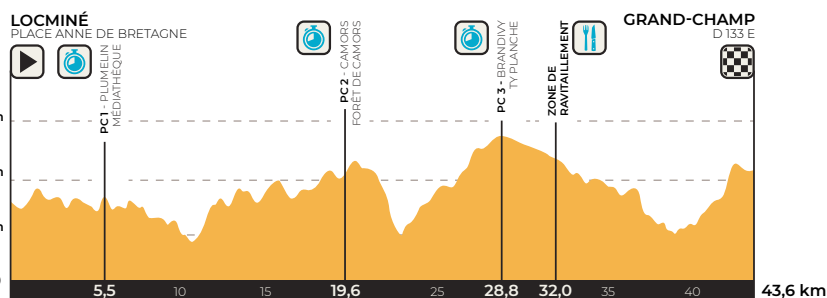 LOCMINÉ
PLACE ANNE DE BRETAGNE
GRAND-CHAMP
D 133 E
PC 1 - PLUMELIN
MÉDIATHÈQUE
PC 2 - CAMORS
FORÊT DE CAMORS
PC 3 - BRANDIVY
TY PLANCHE
ZONE DE
RAVITAILLEMENT
5,5 10 15 19,6 25 28,8 32,0 35 40 43,6 km